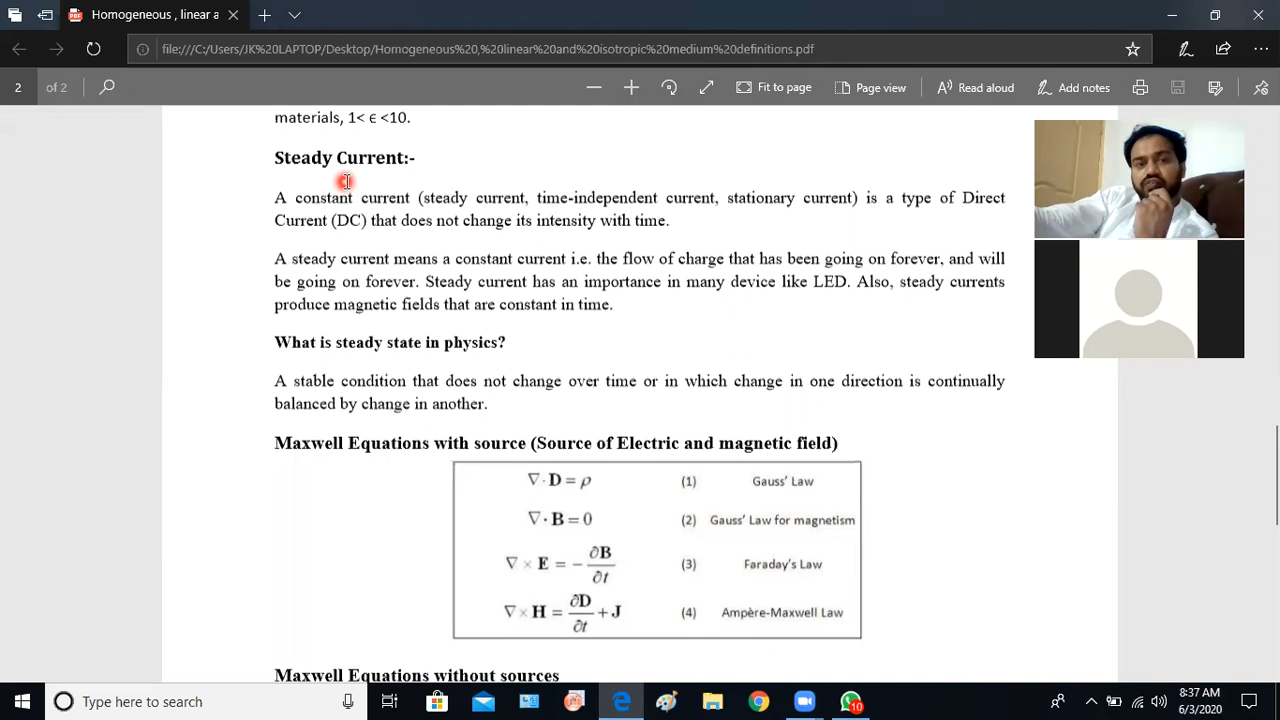 Homogeneous, linear a
file:///C:/Users/JK%20LAPTOP/Desktop/Homogeneous%20,%20linear%20and%20isotropic%20medium%20definitions.pdf
2 of 2 Fit to page Page view Read aloud Add notes
materials, 1< ϵ <10.
Steady Current:-
A constant current (steady current, time-independent current, stationary current) is a type of Direct
Current (DC) that does not change its intensity with time.
A steady current means a constant current i.e. the flow of charge that has been going on forever, and will
be going on forever. Steady current has an importance in many device like LED. Also, steady currents
produce magnetic fields that are constant in time.
What is steady state in physics?
A stable condition that does not change over time or in which change in one direction is continually
balanced by change in another.
Maxwell Equations with source (Source of Electric and magnetic field)
∇ · D = ρ (1) Gauss' Law
∇ · B = 0 (2) Gauss' Law for magnetism
∇ × E = − ∂B/∂t (3) Faraday's Law
∇ × H = ∂D/∂t + J (4) Ampère-Maxwell Law
Maxwell Equations without sources
Type here to search
10
8:37 AM
6/3/2020